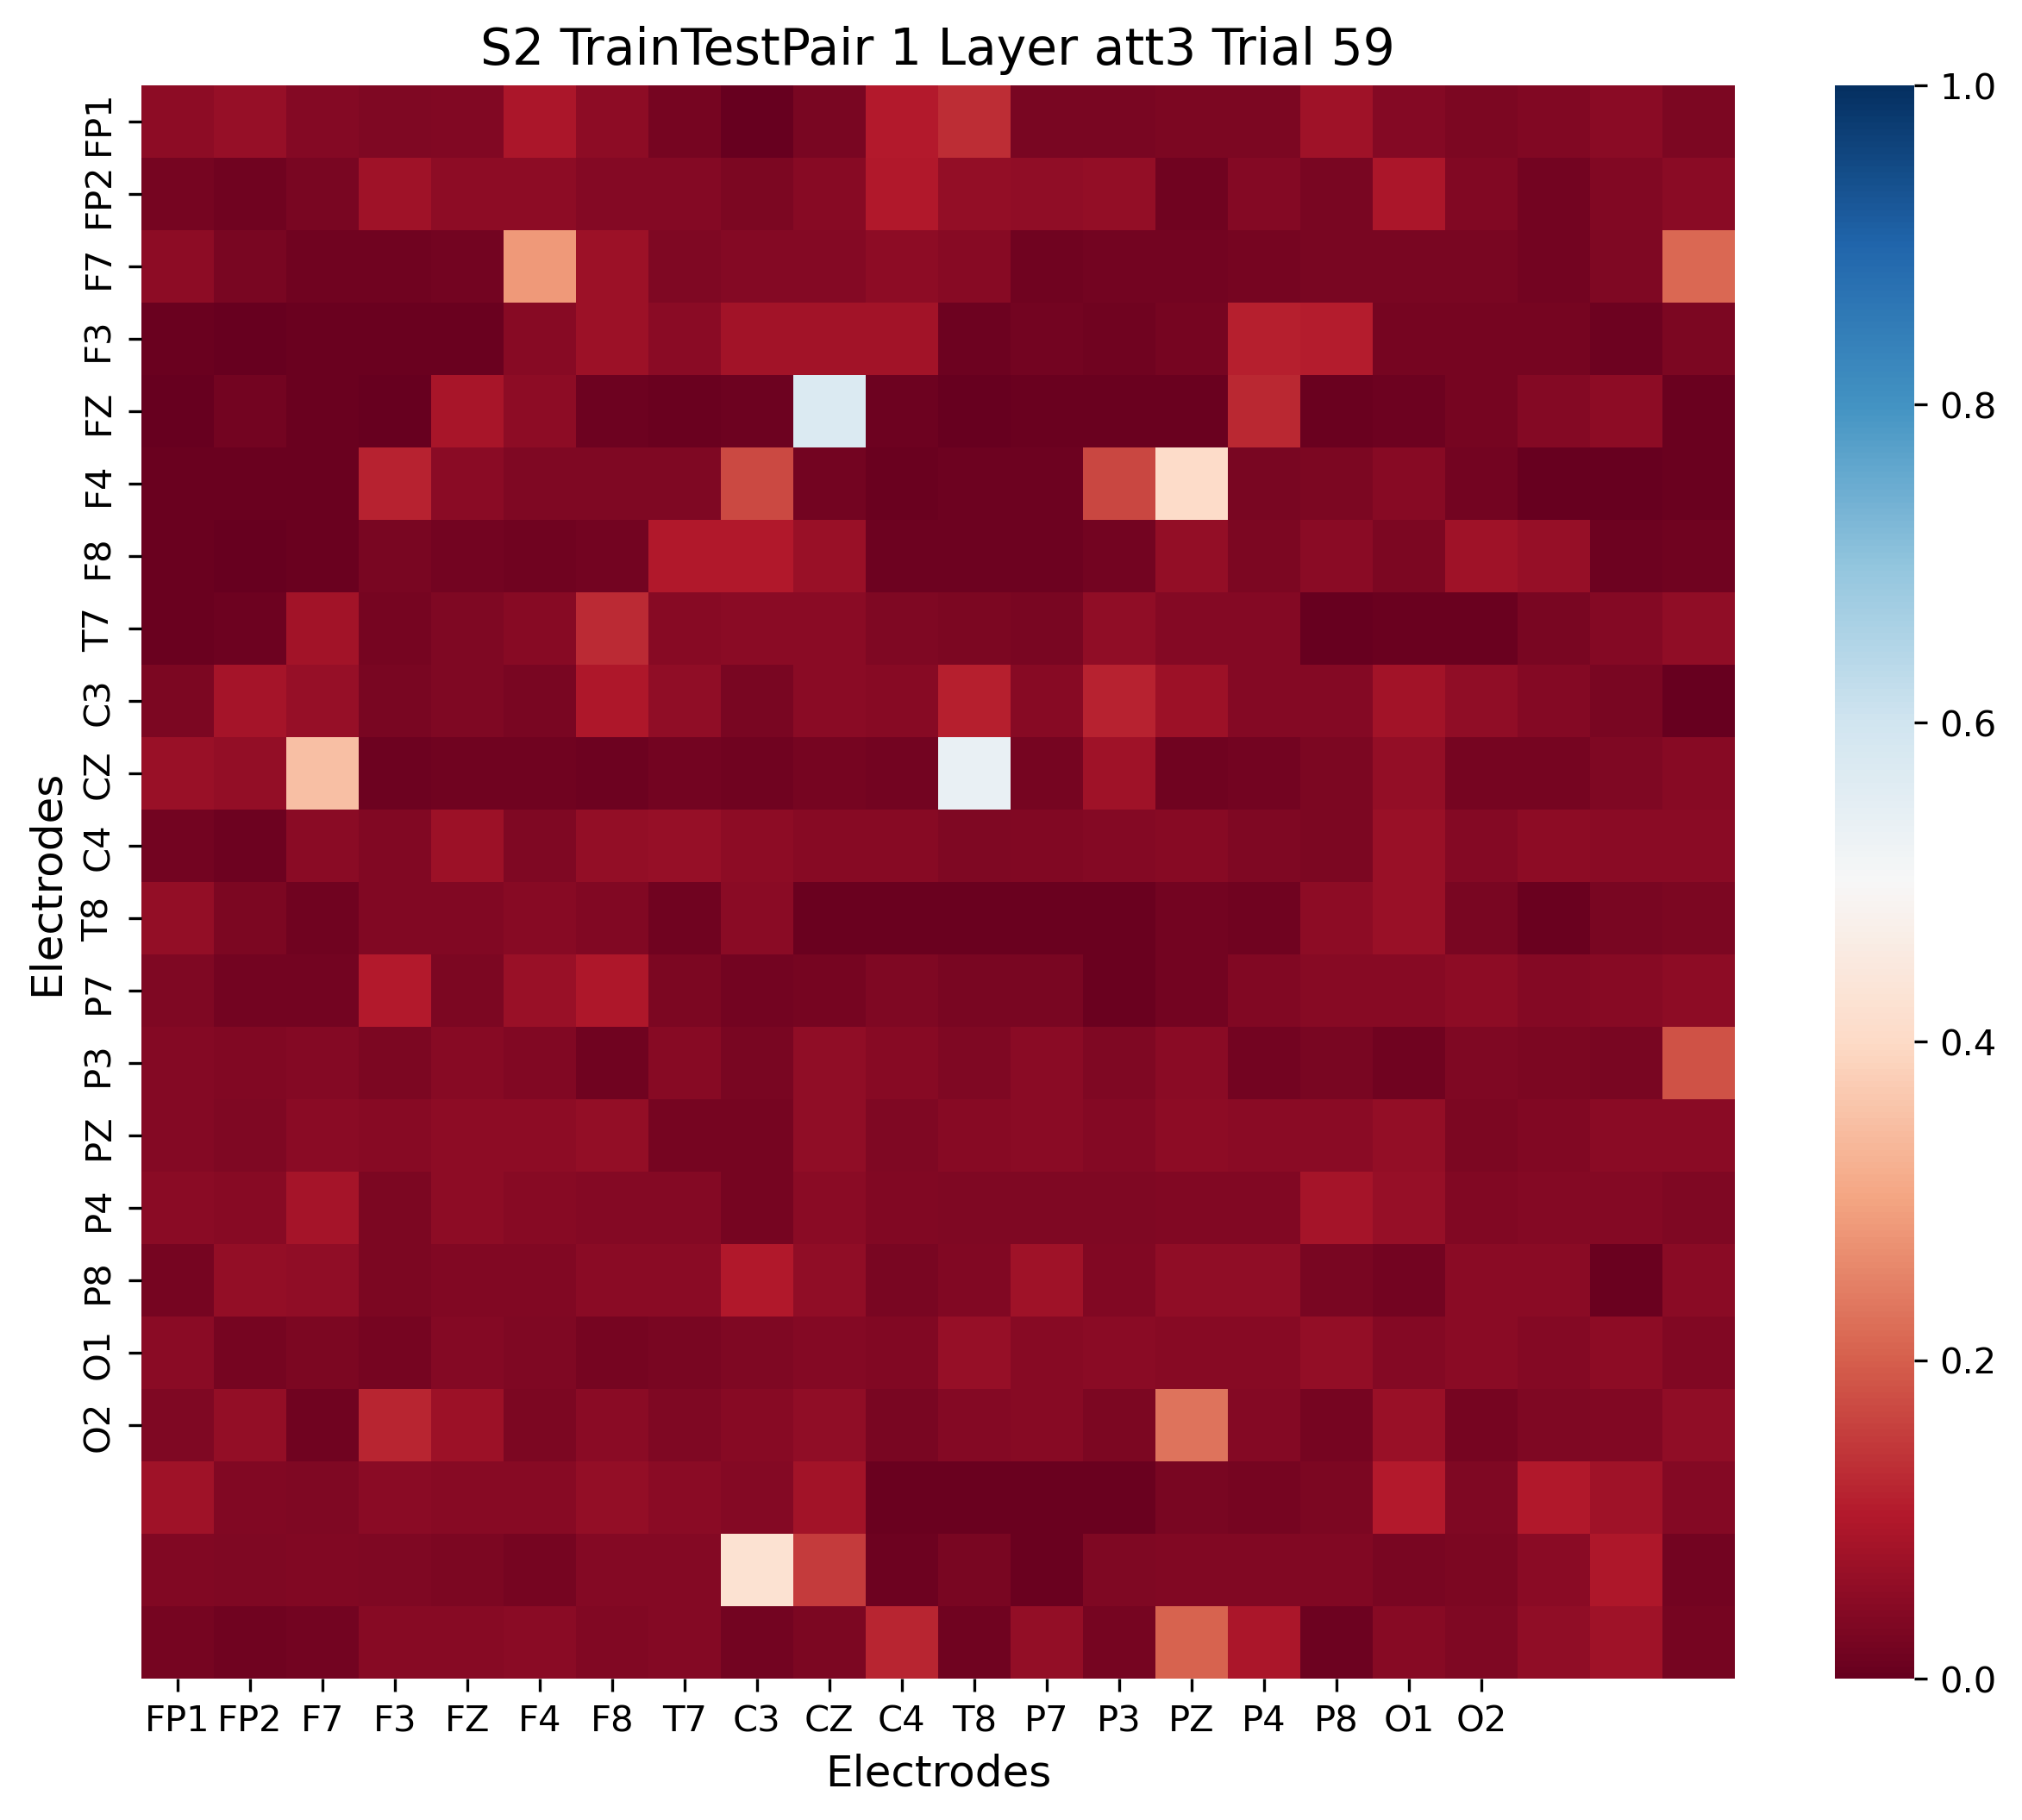 S2 TrainTestPair 1 Layer att3 Trial 59
Electrodes
FP1
FP2
F7
F3
FZ
F4
F8
T7
C3
CZ
C4
T8
P7
P3
PZ
P4
P8
O1
O2
FP1 FP2 F7 F3 FZ F4 F8 T7 C3 CZ C4 T8 P7 P3 PZ P4 P8 O1 O2
Electrodes
1.0
0.8
0.6
0.4
0.2
0.0